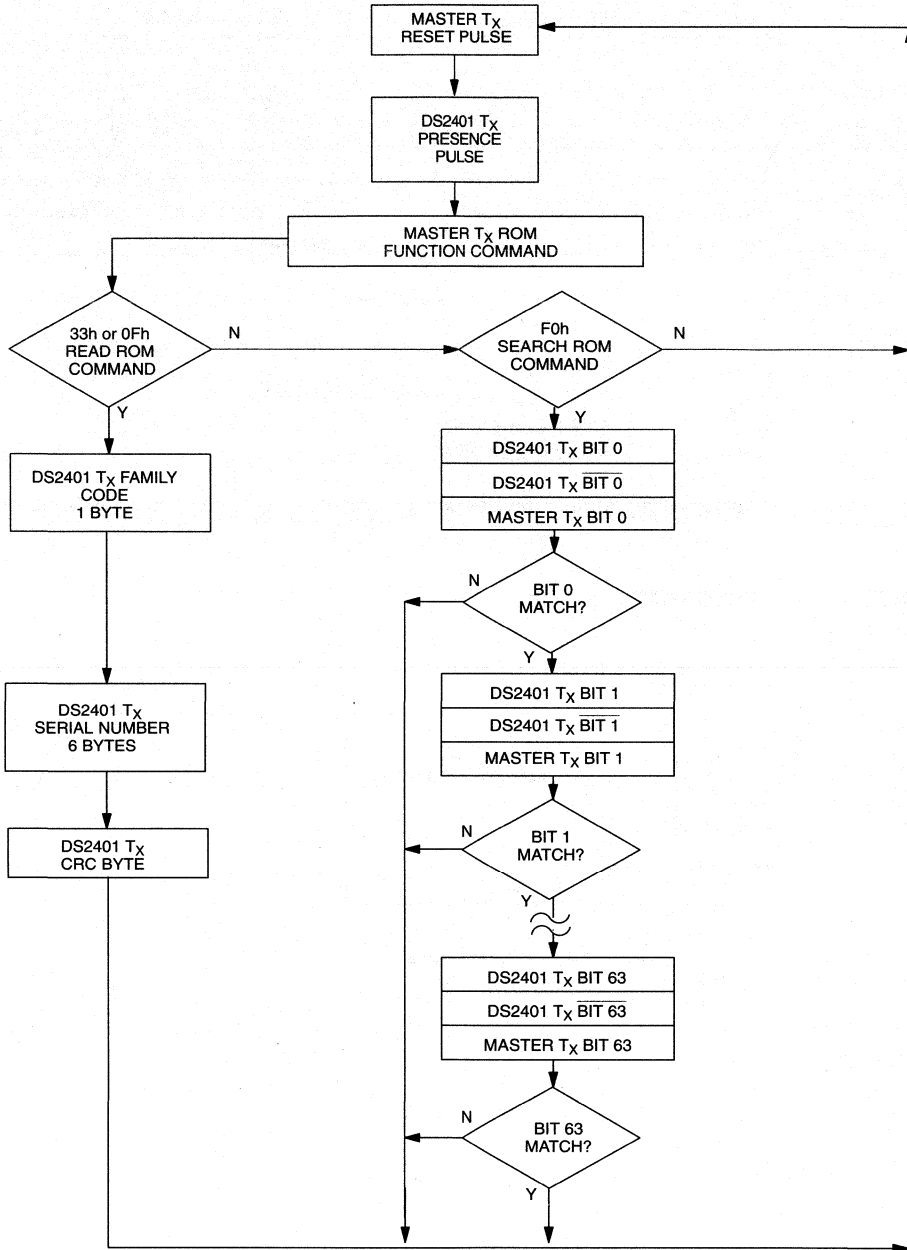 MASTER TX
RESET PULSE
DS2401 TX
PRESENCE
PULSE
MASTER TX ROM
FUNCTION COMMAND
33h or 0Fh
READ ROM
COMMAND
N
Y
F0h
SEARCH ROM
COMMAND
N
Y
DS2401 TX FAMILY
CODE
1 BYTE
DS2401 TX
SERIAL NUMBER
6 BYTES
DS2401 TX
CRC BYTE
DS2401 TX BIT 0
DS2401 TX B̅I̅T̅ ̅0̅
MASTER TX BIT 0
BIT 0
MATCH?
N
Y
DS2401 TX BIT 1
DS2401 TX B̅I̅T̅ ̅1̅
MASTER TX BIT 1
BIT 1
MATCH?
N
Y
DS2401 TX BIT 63
DS2401 TX B̅I̅T̅ ̅6̅3̅
MASTER TX BIT 63
BIT 63
MATCH?
N
Y